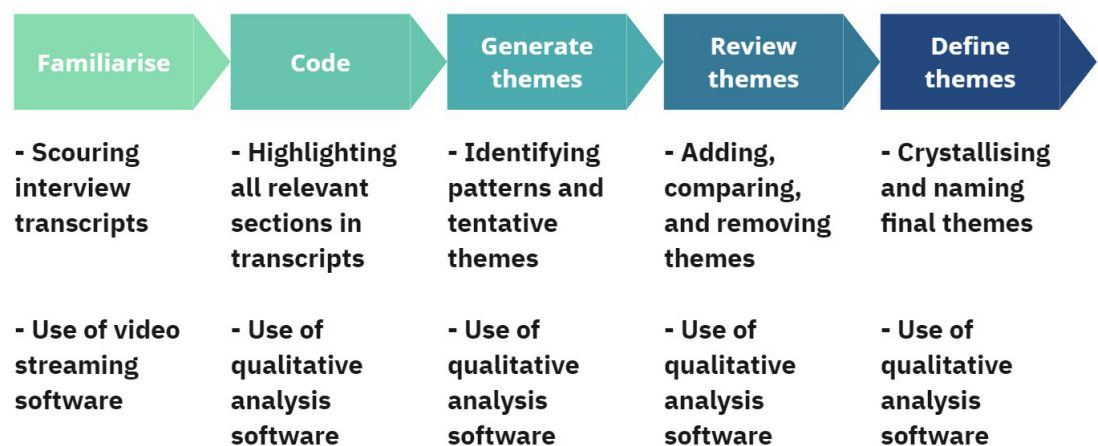 Familiarise
Code
Generate
themes
Review
themes
Define
themes
- Scouring
interview
transcripts
- Highlighting
all relevant
sections in
transcripts
- Identifying
patterns and
tentative
themes
- Adding,
comparing,
and removing
themes
- Crystallising
and naming
final themes
- Use of video
streaming
software
- Use of
qualitative
analysis
software
- Use of
qualitative
analysis
software
- Use of
qualitative
analysis
software
- Use of
qualitative
analysis
software